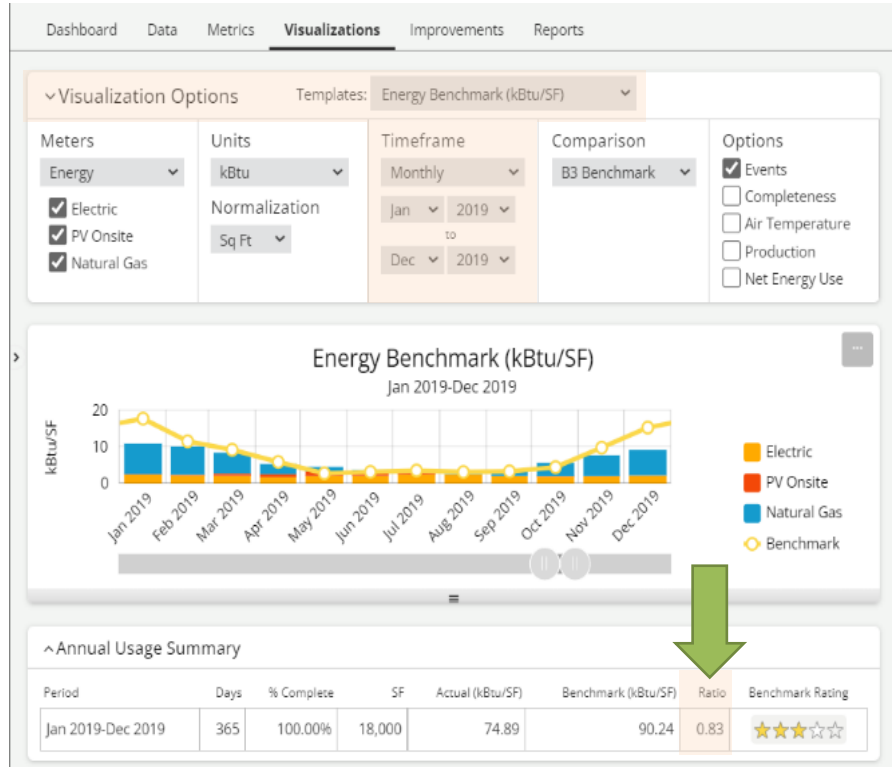 Dashboard Data Metrics Visualizations Improvements Reports
Visualization Options Templates: Energy Benchmark (kBtu/SF)
Meters
Energy
Electric
PV Onsite
Natural Gas
Units
kBtu
Normalization
Sq Ft
Timeframe
Monthly
Jan 2019
to
Dec 2019
Comparison
B3 Benchmark
Options
Events
Completeness
Air Temperature
Production
Net Energy Use
Energy Benchmark (kBtu/SF)
Jan 2019-Dec 2019
kBtu/SF
20
10
0
Jan 2019 Feb 2019 Mar 2019 Apr 2019 May 2019 Jun 2019 Jul 2019 Aug 2019 Sep 2019 Oct 2019 Nov 2019 Dec 2019
Electric
PV Onsite
Natural Gas
Benchmark
Annual Usage Summary
Period Days % Complete SF Actual (kBtu/SF) Benchmark (kBtu/SF) Ratio Benchmark Rating
Jan 2019-Dec 2019 365 100.00% 18,000 74.89 90.24 0.83